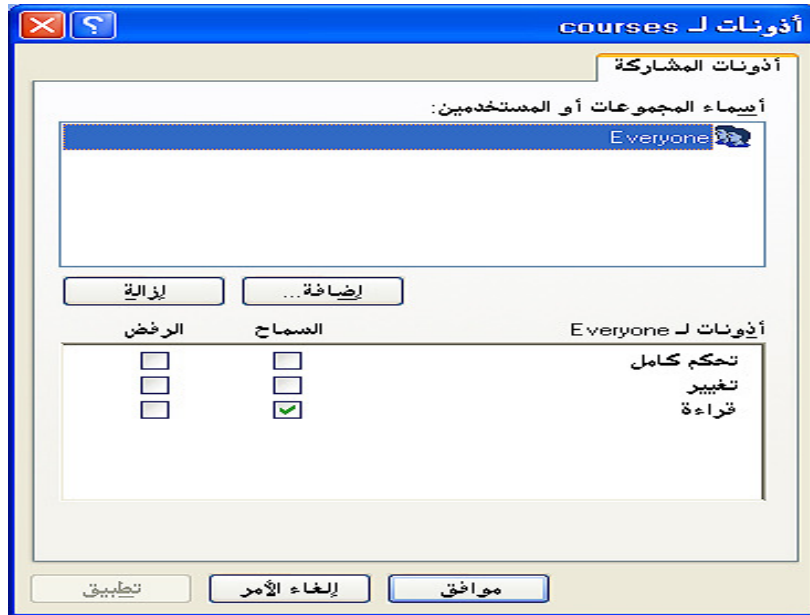 أذونات لـ courses
أذونات المشاركة
أسماء المجموعات أو المستخدمين:
Everyone
إضافة... إزالة
أذونات لـ Everyone السماح الرفض
تحكم كامل
تغيير
قراءة
موافق إلغاء الأمر تطبيق